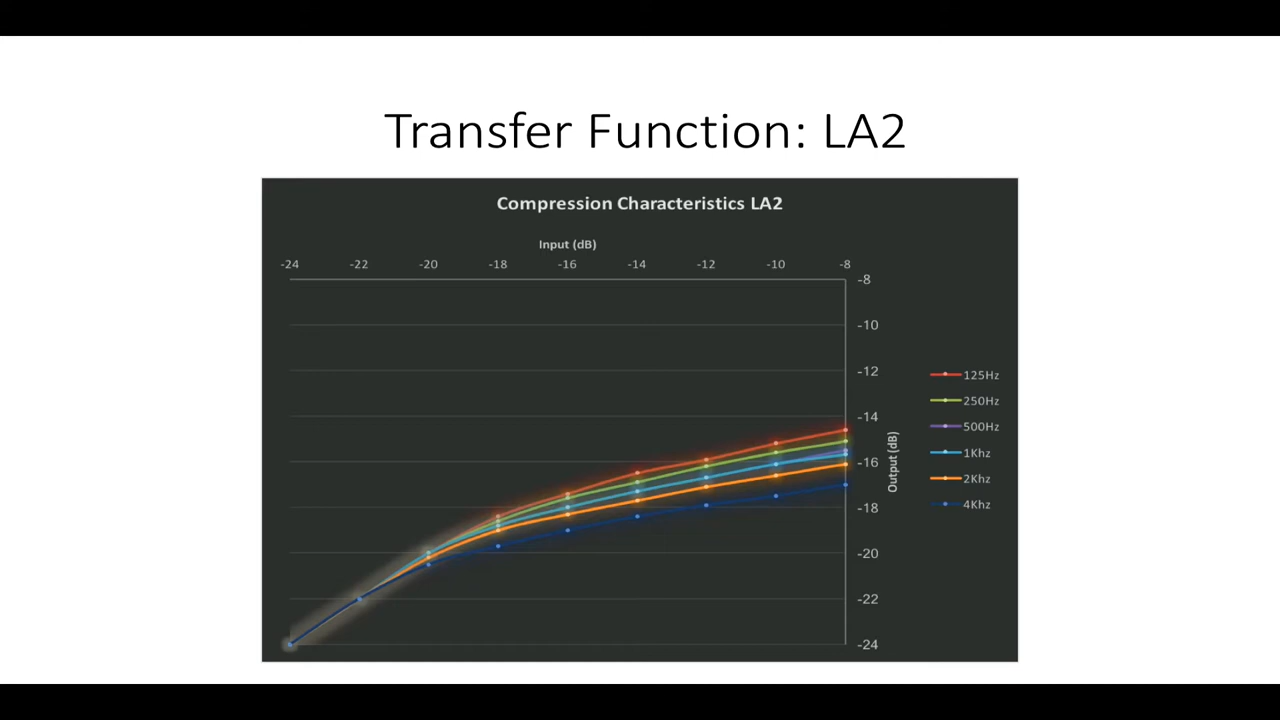 Transfer Function: LA2
Compression Characteristics LA2
Input (dB)
-24 -22 -20 -18 -16 -14 -12 -10 -8
-8
-10
-12
-14
-16
-18
-20
-22
-24
Output (dB)
125Hz
250Hz
500Hz
1Khz
2Khz
4Khz